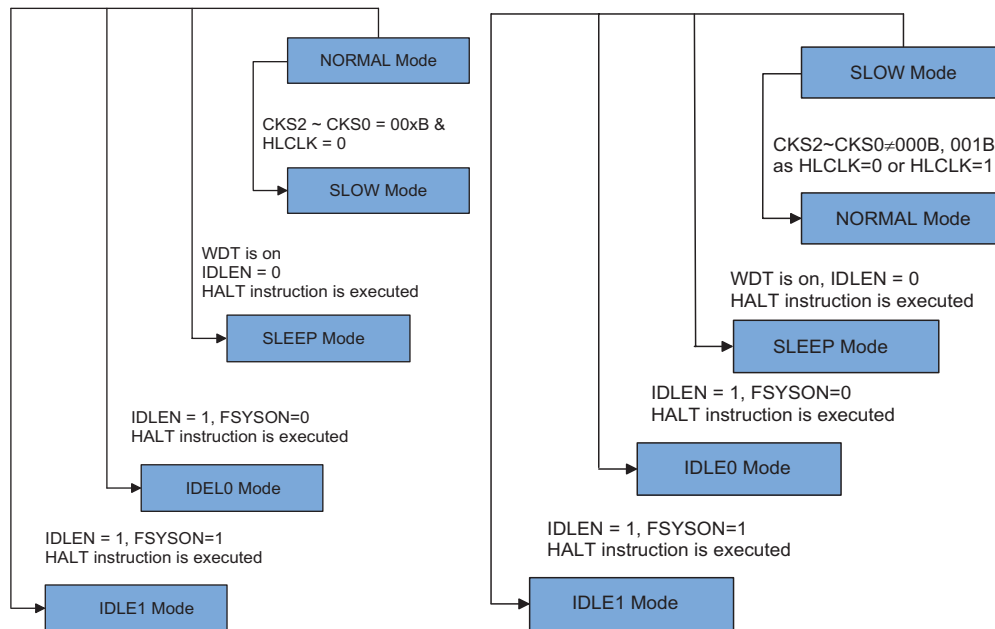 NORMAL Mode
CKS2 ~ CKS0 = 00xB &
HLCLK = 0
SLOW Mode
WDT is on
IDLEN = 0
HALT instruction is executed
SLEEP Mode
IDLEN = 1, FSYSON=0
HALT instruction is executed
IDEL0 Mode
IDLEN = 1, FSYSON=1
HALT instruction is executed
IDLE1 Mode
SLOW Mode
CKS2~CKS0≠000B, 001B
as HLCLK=0 or HLCLK=1
NORMAL Mode
WDT is on, IDLEN = 0
HALT instruction is executed
SLEEP Mode
IDLEN = 1, FSYSON=0
HALT instruction is executed
IDLE0 Mode
IDLEN = 1, FSYSON=1
HALT instruction is executed
IDLE1 Mode